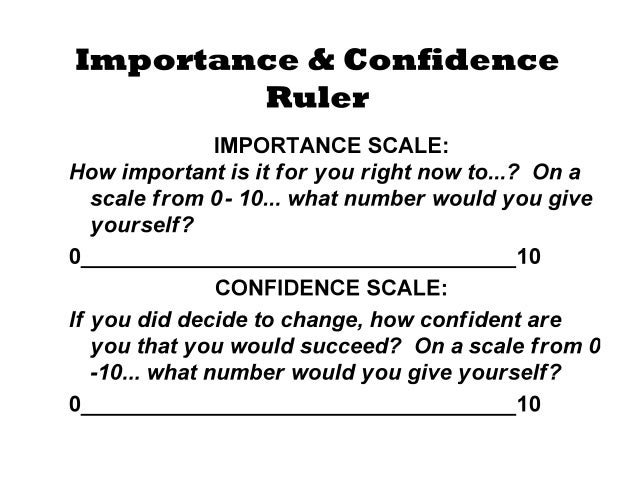 Importance & Confidence
Ruler
IMPORTANCE SCALE:
How important is it for you right now to...? On a
scale from 0- 10... what number would you give
yourself?
0___________________________________10
CONFIDENCE SCALE:
If you did decide to change, how confident are
you that you would succeed? On a scale from 0
-10... what number would you give yourself?
0___________________________________10